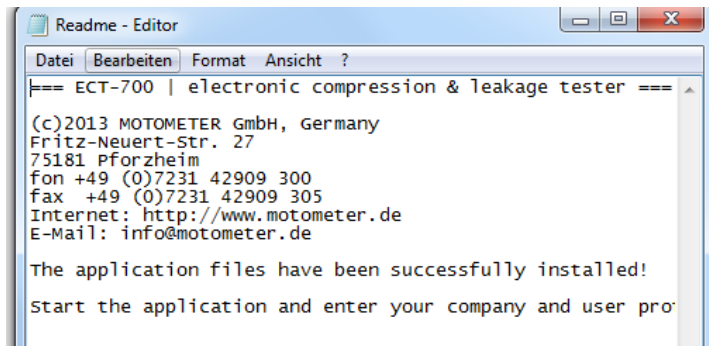 Readme - Editor
Datei Bearbeiten Format Ansicht ?
=== ECT-700 | electronic compression & leakage tester ===
(c)2013 MOTOMETER GmbH, Germany
Fritz-Neuert-Str. 27
75181 Pforzheim
fon +49 (0)7231 42909 300
fax +49 (0)7231 42909 305
Internet: http://www.motometer.de
E-Mail: info@motometer.de
The application files have been successfully installed!
Start the application and enter your company and user